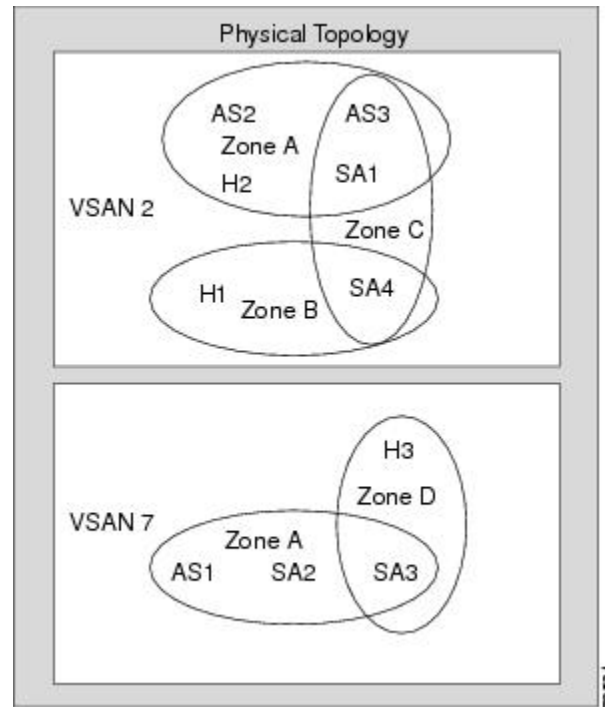 Physical Topology
AS2 AS3
Zone A
SA1
H2
VSAN 2
Zone C
SA4
H1
Zone B
H3
Zone D
VSAN 7
Zone A
AS1 SA2 SA3